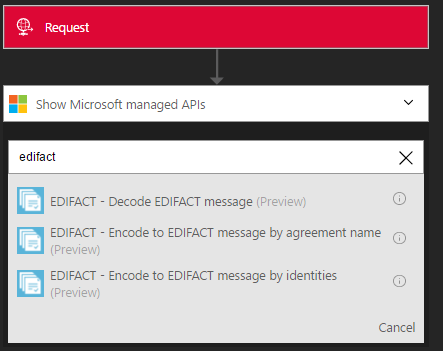 Request
Show Microsoft managed APIs
edifact
EDIFACT - Decode EDIFACT message (Preview)
EDIFACT - Encode to EDIFACT message by agreement name
(Preview)
EDIFACT - Encode to EDIFACT message by identities
(Preview)
Cancel